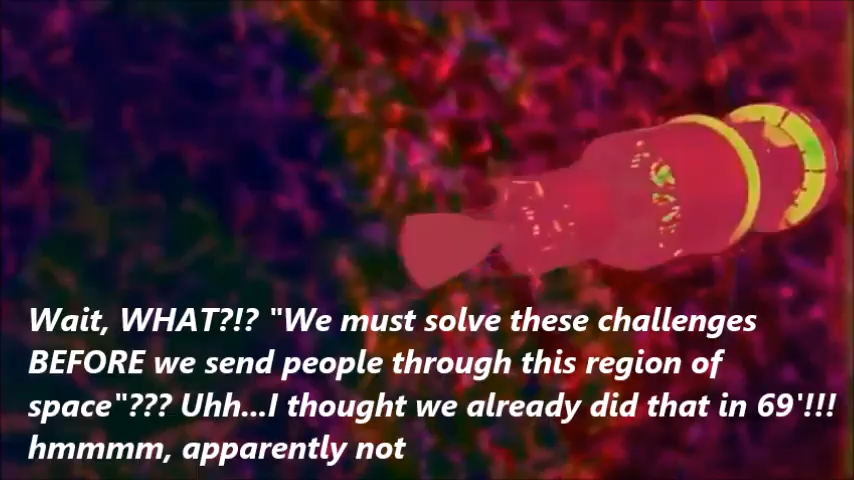 Wait, WHAT?!? "We must solve these challenges
BEFORE we send people through this region of
space"??? Uhh...I thought we already did that in 69'!!!
hmmmm, apparently not